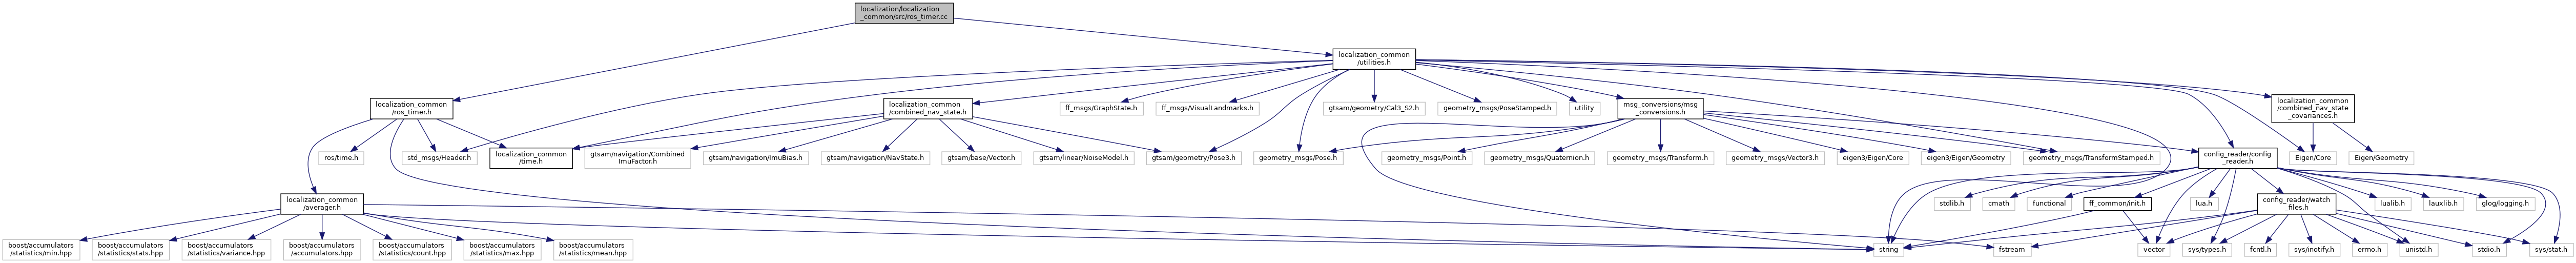 localization/localization
_common/src/ros_timer.cc
localization_common
/utilities.h
localization_common
/ros_timer.h
localization_common
/combined_nav_state.h
ff_msgs/GraphState.h
ff_msgs/VisualLandmarks.h
gtsam/geometry/Cal3_S2.h
geometry_msgs/PoseStamped.h
utility
msg_conversions/msg
_conversions.h
localization_common
/combined_nav_state
_covariances.h
ros/time.h
std_msgs/Header.h
localization_common
/time.h
gtsam/navigation/Combined
ImuFactor.h
gtsam/navigation/ImuBias.h
gtsam/navigation/NavState.h
gtsam/base/Vector.h
gtsam/linear/NoiseModel.h
gtsam/geometry/Pose3.h
geometry_msgs/Pose.h
geometry_msgs/Point.h
geometry_msgs/Quaternion.h
geometry_msgs/Transform.h
geometry_msgs/Vector3.h
eigen3/Eigen/Core
eigen3/Eigen/Geometry
geometry_msgs/TransformStamped.h
config_reader/config
_reader.h
Eigen/Core
Eigen/Geometry
localization_common
/averager.h
stdlib.h
cmath
functional
ff_common/init.h
lua.h
config_reader/watch
_files.h
lualib.h
lauxlib.h
glog/logging.h
boost/accumulators
/statistics/min.hpp
boost/accumulators
/statistics/stats.hpp
boost/accumulators
/statistics/variance.hpp
boost/accumulators
/accumulators.hpp
boost/accumulators
/statistics/count.hpp
boost/accumulators
/statistics/max.hpp
boost/accumulators
/statistics/mean.hpp
string
fstream
vector
sys/types.h
fcntl.h
sys/inotify.h
errno.h
unistd.h
stdio.h
sys/stat.h